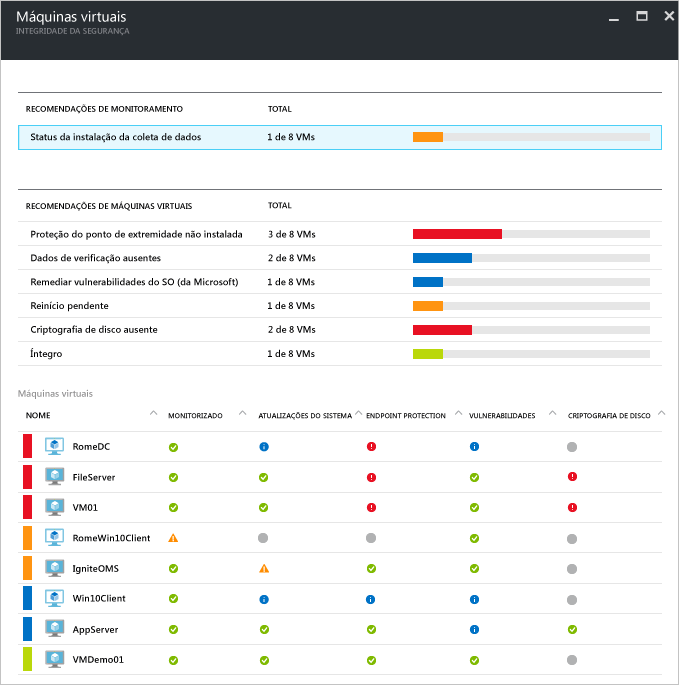 Máquinas virtuais
INTEGRIDADE DA SEGURANÇA
RECOMENDAÇÕES DE MONITORAMENTO TOTAL
Status da instalação da coleta de dados 1 de 8 VMs
RECOMENDAÇÕES DE MÁQUINAS VIRTUAIS TOTAL
Proteção do ponto de extremidade não instalada 3 de 8 VMs
Dados de verificação ausentes 2 de 8 VMs
Remediar vulnerabilidades do SO (da Microsoft) 1 de 8 VMs
Reinício pendente 1 de 8 VMs
Criptografia de disco ausente 2 de 8 VMs
Íntegro 1 de 8 VMs
Máquinas virtuais
NOME MONITORIZADO ATUALIZAÇÕES DO SISTEMA ENDPOINT PROTECTION VULNERABILIDADES CRIPTOGRAFIA DE DISCO
RomeDC
FileServer
VM01
RomeWin10Client
IgniteOMS
Win10Client
AppServer
VMDemo01